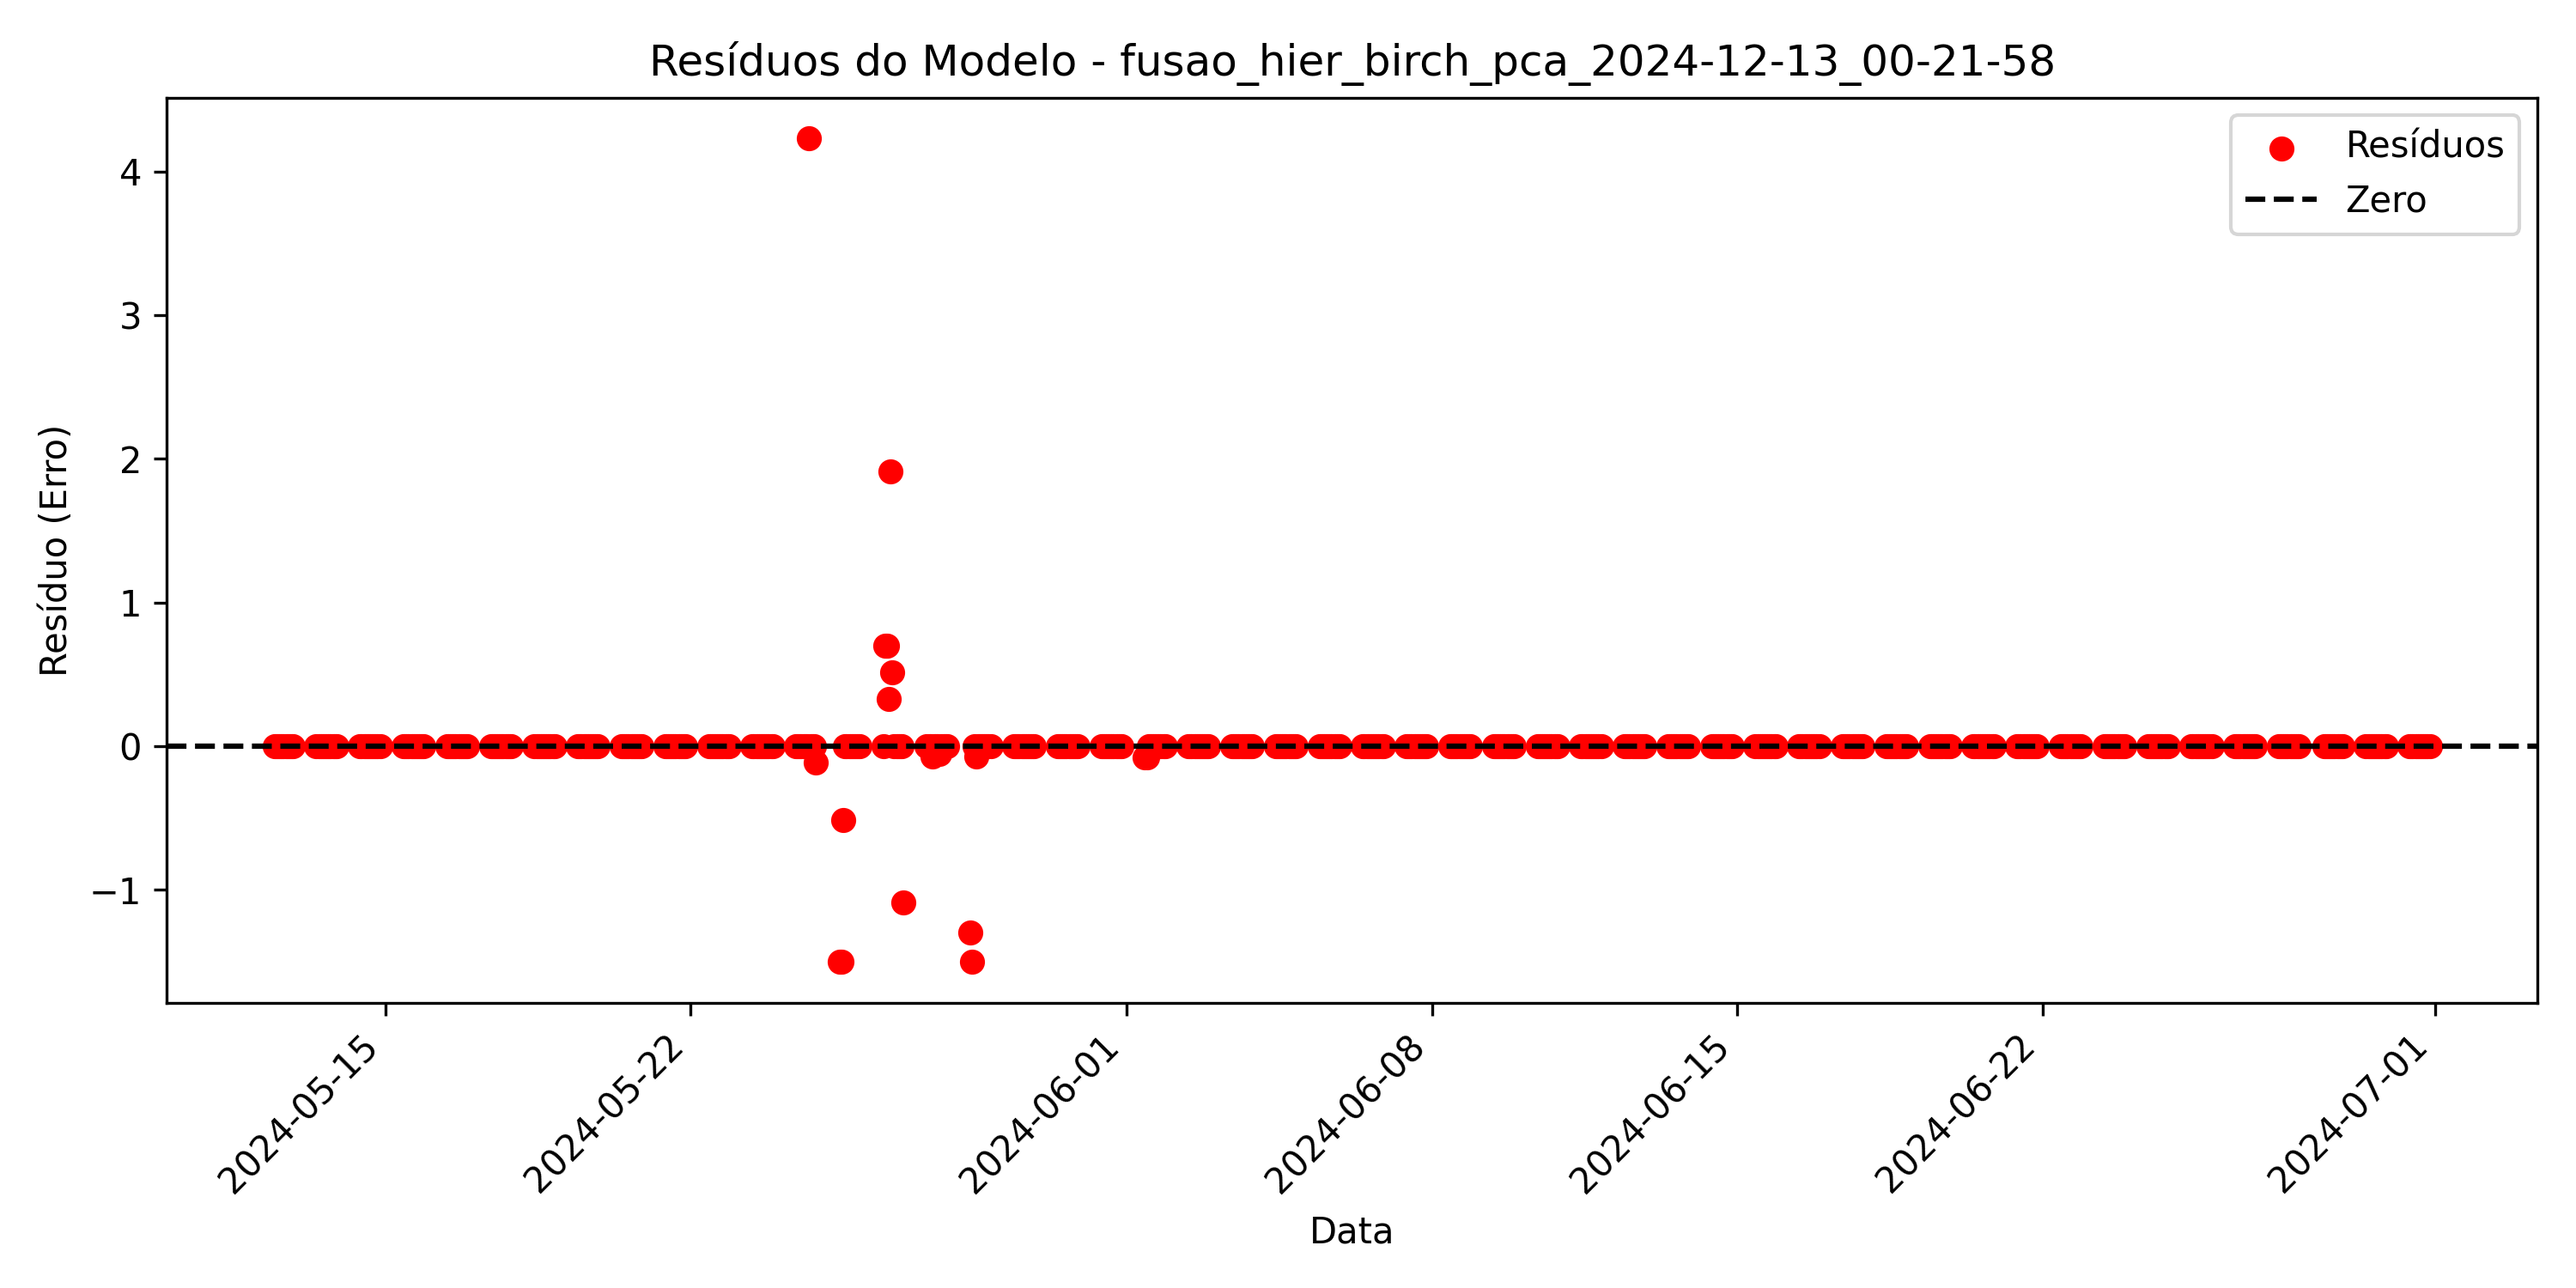 Resíduos do Modelo - fusao_hier_birch_pca_2024-12-13_00-21-58
Resíduos
Zero
Resíduo (Erro)
4
3
2
1
0
−1
2024-05-15
2024-05-22
2024-06-01
2024-06-08
2024-06-15
2024-06-22
2024-07-01
Data